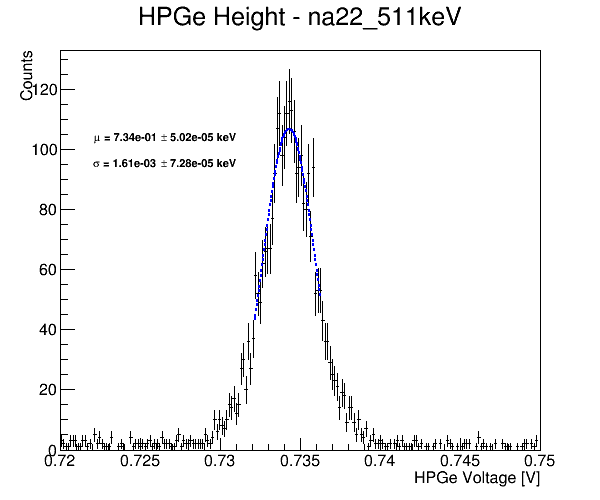 HPGe Height - na22_511keV
Counts
120
100
80
60
40
20
0
μ = 7.34e-01 ± 5.02e-05 keV
σ = 1.61e-03 ± 7.28e-05 keV
0.72 0.725 0.73 0.735 0.74 0.745 0.75
HPGe Voltage [V]